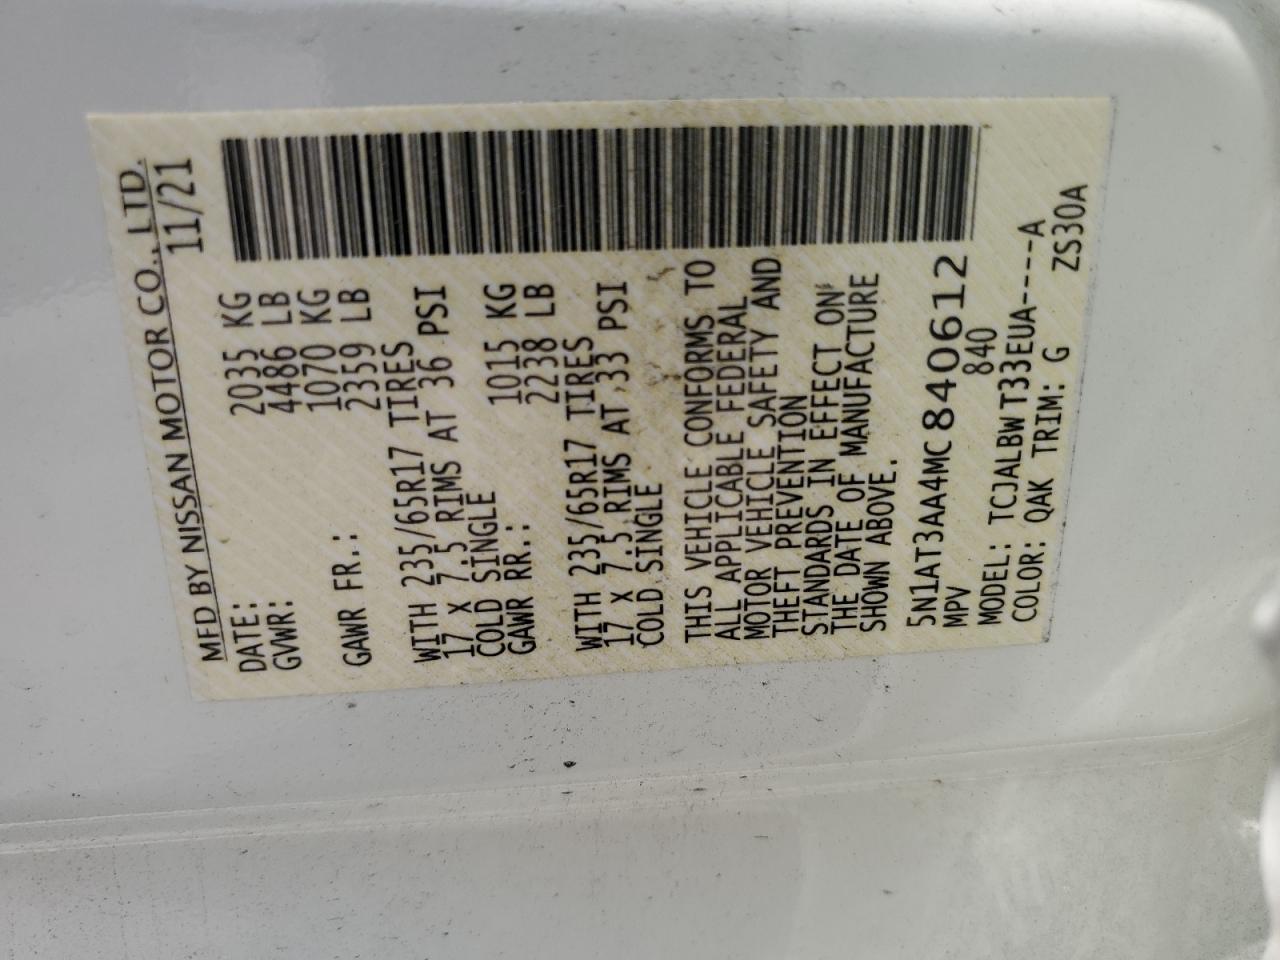 MFD BY NISSAN MOTOR CO., LTD.
DATE: 11/21
GVWR: 2035 KG
4486 LB
GAWR FR.: 1070 KG
2359 LB
WITH 235/65R17 TIRES
17 X 7.5 RIMS AT 36 PSI
COLD SINGLE
GAWR RR.: 1015 KG
2238 LB
WITH 235/65R17 TIRES
17 X 7.5 RIMS AT 33 PSI
COLD SINGLE
THIS VEHICLE CONFORMS TO
ALL APPLICABLE FEDERAL
MOTOR VEHICLE SAFETY AND
THEFT PREVENTION
STANDARDS IN EFFECT ON
THE DATE OF MANUFACTURE
SHOWN ABOVE.
5N1AT3AA4MC840612
MPV 840
MODEL: TCJALBWT33EUA----A
COLOR: QAK TRIM: G ZS30A